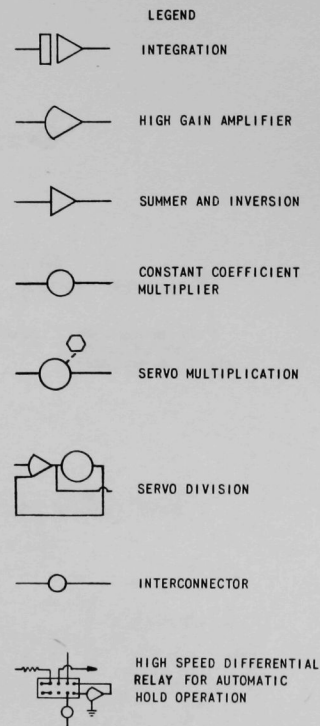 LEGEND
INTEGRATION
HIGH GAIN AMPLIFIER
SUMMER AND INVERSION
CONSTANT COEFFICIENT
MULTIPLIER
SERVO MULTIPLICATION
SERVO DIVISION
INTERCONNECTOR
HIGH SPEED DIFFERENTIAL
RELAY FOR AUTOMATIC
HOLD OPERATION